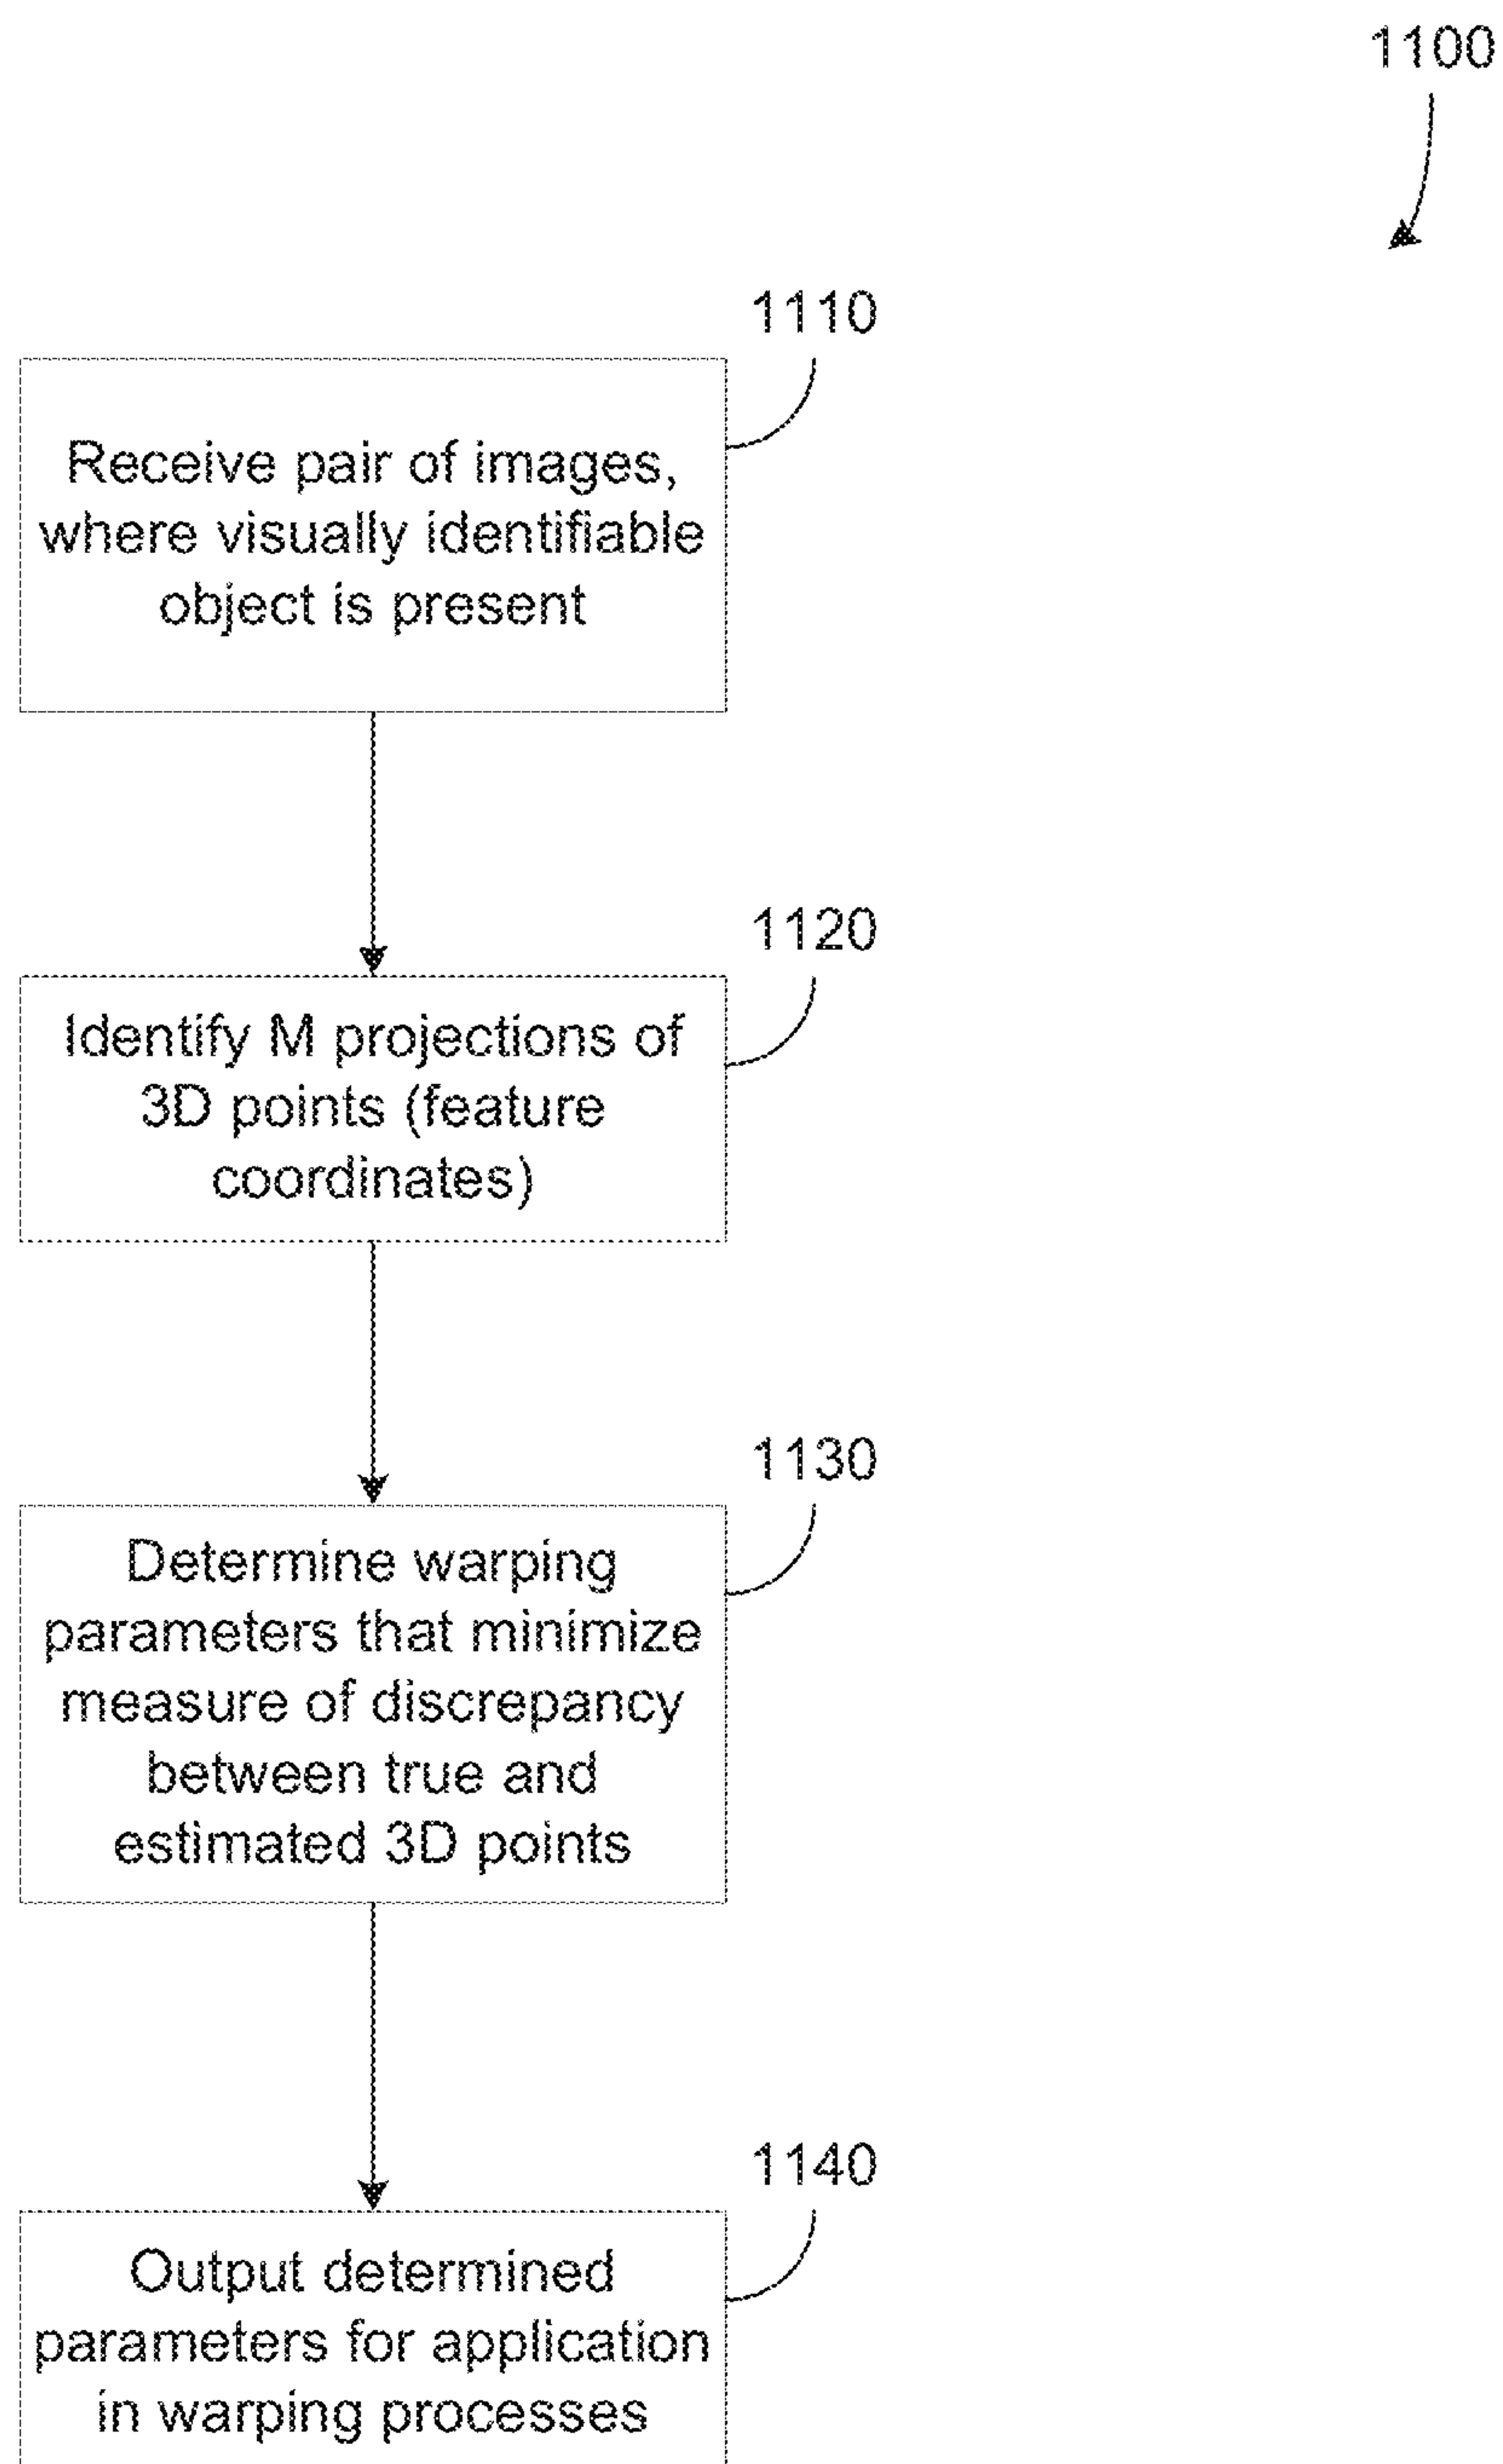 1100
1110
Receive pair of images,
where visually identifiable
object is present
1120
Identify M projections of
3D points (feature
coordinates)
1130
Determine warping
parameters that minimize
measure of discrepancy
between true and
estimated 3D points
1140
Output determined
parameters for application
in warping processes